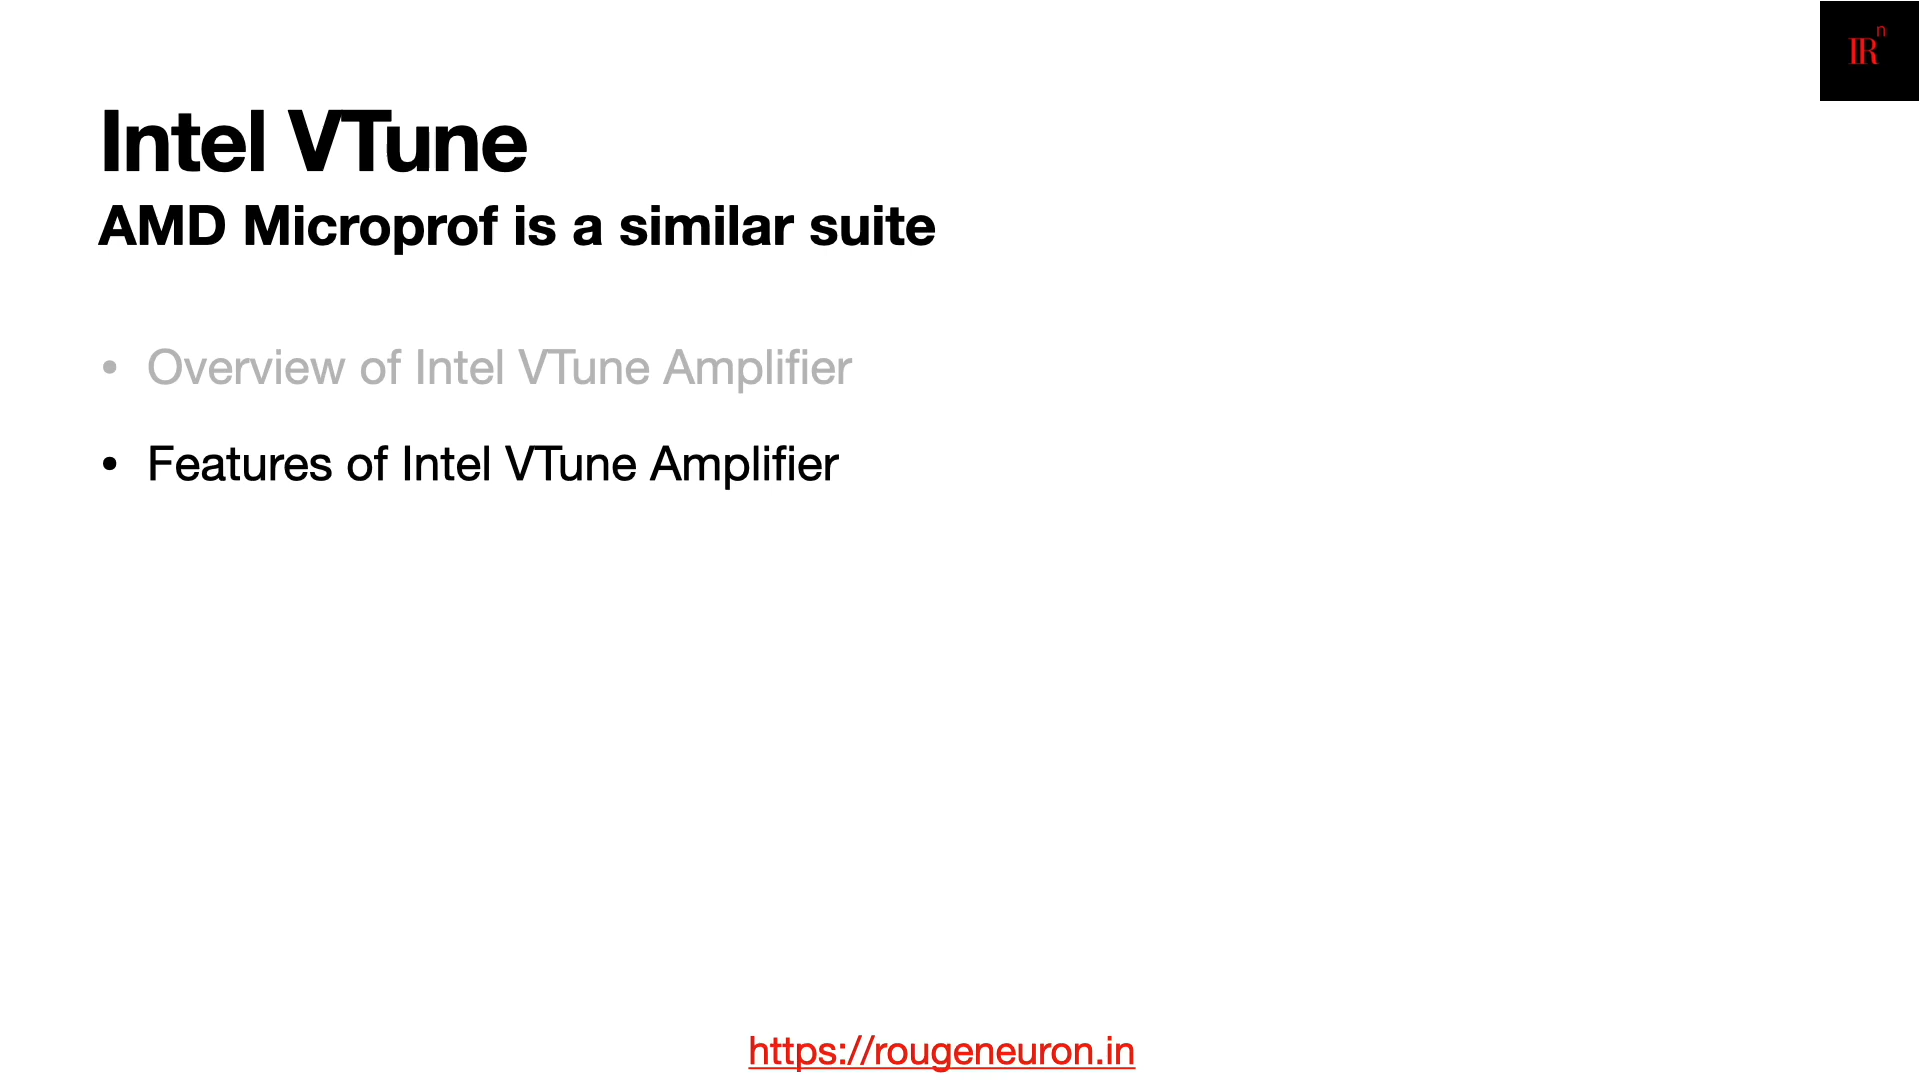 IRn
Intel VTune
AMD Microprof is a similar suite
• Overview of Intel VTune Amplifier
• Features of Intel VTune Amplifier
https://rougeneuron.in